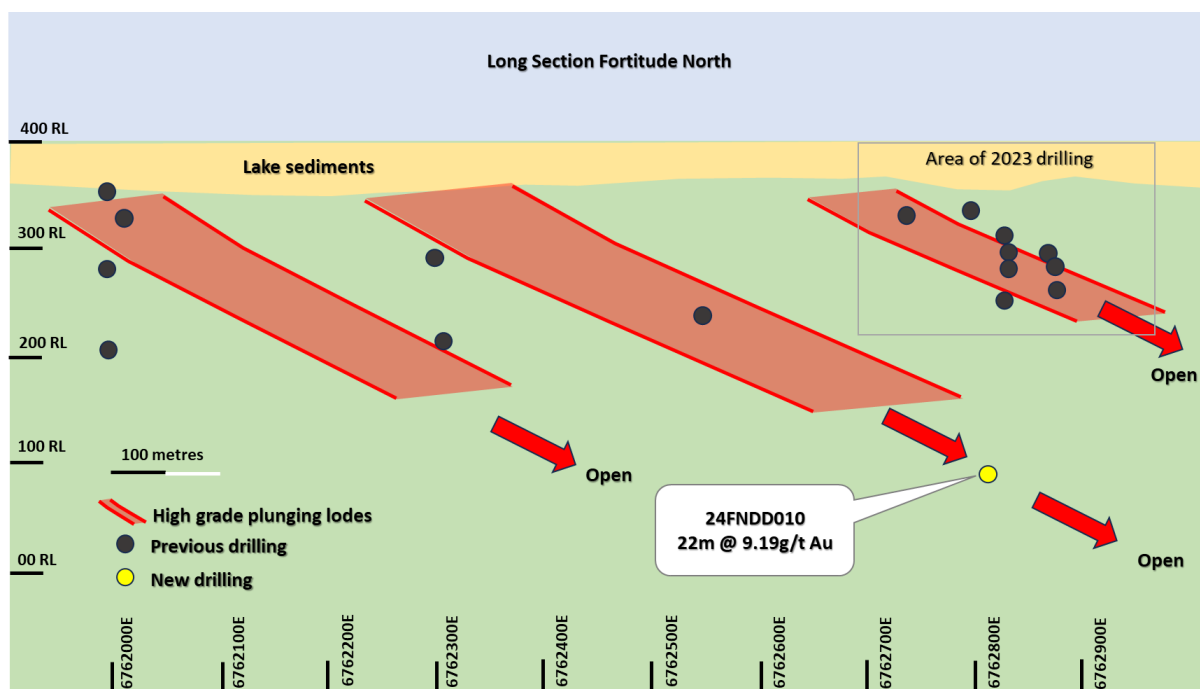 Long Section Fortitude North
400 RL
Lake sediments
Area of 2023 drilling
300 RL
200 RL
Open
100 RL
100 metres
Open
24FNDD010
22m @ 9.19g/t Au
High grade plunging lodes
Previous drilling
Open
00 RL
New drilling
6762000E
6762100E
6762200E
6762300E
6762400E
6762500E
6762600E
6762700E
6762800E
6762900E